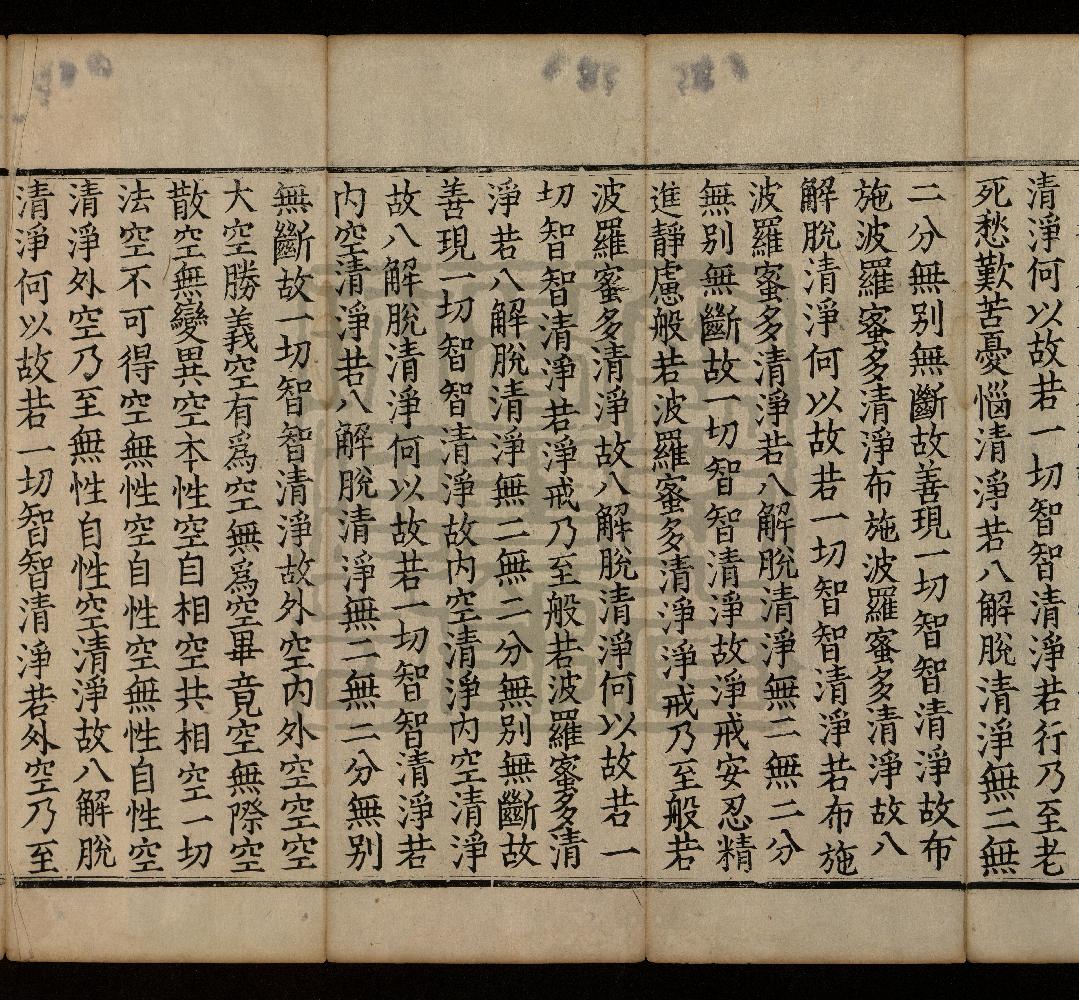 清淨何以故若一切智智清淨若行乃至老
死愁歎苦憂惱清淨若八解脫清淨無二無
二分無別無斷故善現一切智智清淨故布
施波羅蜜多清淨布施波羅蜜多清淨故八
解脫清淨何以故若一切智智清淨若布施
波羅蜜多清淨若八解脫清淨無二無二分
無別無斷故一切智智清淨故淨戒安忍精
進靜慮般若波羅蜜多清淨淨戒乃至般若
波羅蜜多清淨故八解脫清淨何以故若一
切智智清淨若淨戒乃至般若波羅蜜多清
淨若八解脫清淨無二無二分無別無斷故
善現一切智智清淨故內空清淨內空清淨
故八解脫清淨何以故若一切智智清淨若
內空清淨若八解脫清淨無二無二分無別
無斷故一切智智清淨故外空內外空空空
大空勝義空有爲空無爲空畢竟空無際空
散空無變異空本性空自相空共相空一切
法空不可得空無性空自性空無性自性空
清淨外空乃至無性自性空清淨故八解脫
清淨何以故若一切智智清淨若外空乃至